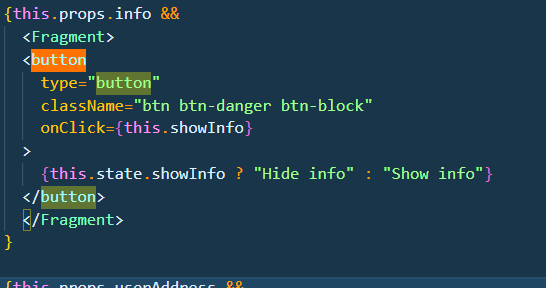 {this.props.info &&
<Fragment>
<button
type="button"
className="btn btn-danger btn-block"
onClick={this.showInfo}
>
{this.state.showInfo ? "Hide info" : "Show info"}
</button>
</Fragment>
}
{this.props.userAddress &&